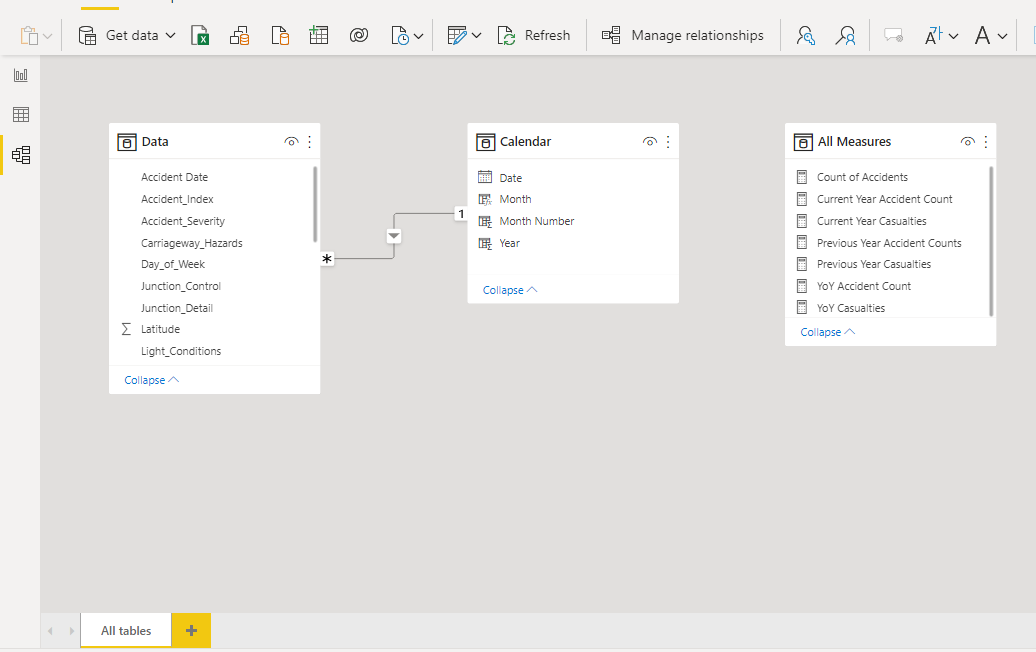 Get data
Refresh
Manage relationships
Data
Accident Date
Accident_Index
Accident_Severity
Carriageway_Hazards
Day_of_Week
Junction_Control
Junction_Detail
Σ Latitude
Light_Conditions
Collapse
*
1
Calendar
Date
Month
Month Number
Year
Collapse
All Measures
Count of Accidents
Current Year Accident Count
Current Year Casualties
Previous Year Accident Counts
Previous Year Casualties
YoY Accident Count
YoY Casualties
Collapse
All tables